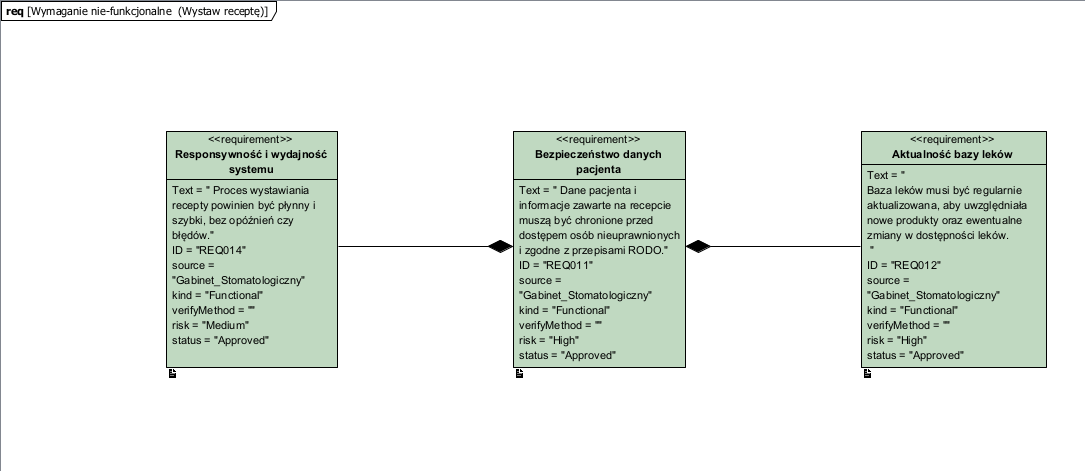 req [Wymaganie nie-funkcjonalne  (Wystaw receptę)]
<<requirement>>
Responsywność i wydajność
systemu
Text = " Proces wystawiania
recepty powinien być płynny i
szybki, bez opóźnień czy
błędów."
ID = "REQ014"
source =
"Gabinet_Stomatologiczny"
kind = "Functional"
verifyMethod = ""
risk = "Medium"
status = "Approved"
<<requirement>>
Bezpieczeństwo danych
pacjenta
Text = " Dane pacjenta i
informacje zawarte na recepcie
muszą być chronione przed
dostępem osób nieuprawnionych
i zgodne z przepisami RODO."
ID = "REQ011"
source =
"Gabinet_Stomatologiczny"
kind = "Functional"
verifyMethod = ""
risk = "High"
status = "Approved"
<<requirement>>
Aktualność bazy leków
Text = "
Baza leków musi być regularnie
aktualizowana, aby uwzględniała
nowe produkty oraz ewentualne
zmiany w dostępności leków.
"
ID = "REQ012"
source =
"Gabinet_Stomatologiczny"
kind = "Functional"
verifyMethod = ""
risk = "High"
status = "Approved"